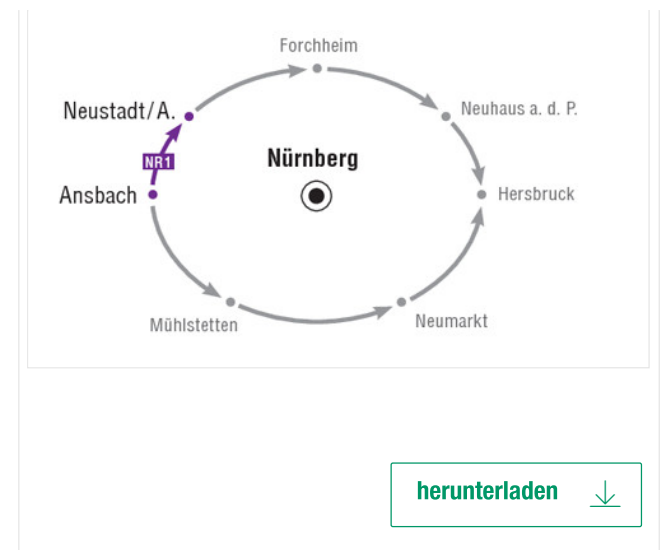 Forchheim
Neustadt/A.
Neuhaus a. d. P.
NR1
Nürnberg
Ansbach
Hersbruck
Mühlstetten
Neumarkt
herunterladen